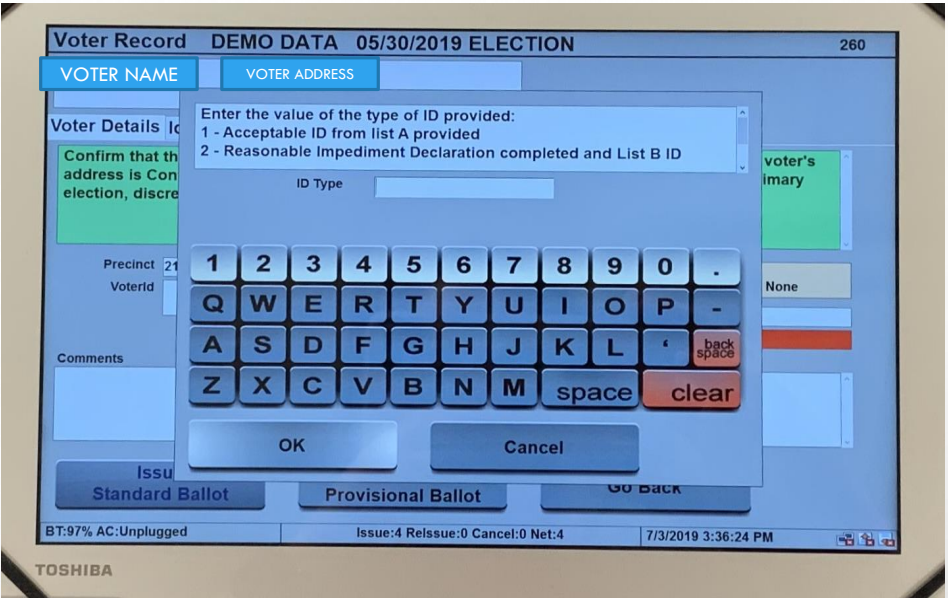 Voter Record DEMO DATA 05/30/2019 ELECTION 260
VOTER NAME VOTER ADDRESS
Enter the value of the type of ID provided:
1 - Acceptable ID from list A provided
2 - Reasonable Impediment Declaration completed and List B ID
Voter Details
Confirm that voter's
address is imary
election,
ID Type
1 2 3 4 5 6 7 8 9 0 .
Q W E R T Y U I O P -
A S D F G H J K L ‘ back space
Z X C V B N M space clear
Precinct 21
VoterId None
Comments
OK Cancel
Standard Ballot Provisional Ballot Go Back
BT:97% AC:Unplugged Issue:4 ReIssue:0 Cancel:0 Net:4 7/3/2019 3:36:24 PM
TOSHIBA